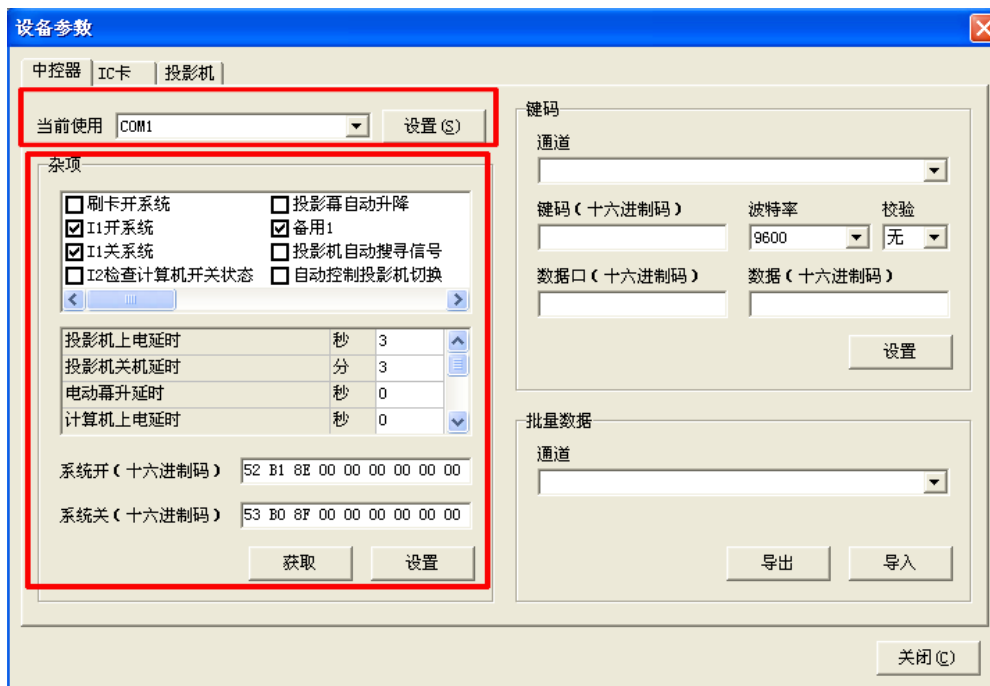 设备参数
中控器 IC卡 投影机
当前使用 COM1 设置(S)
杂项
刷卡开系统 投影幕自动升降
I1开系统 备用1
I1关系统 投影机自动搜寻信号
I2检查计算机开关状态 自动控制投影机切换
投影机上电延时 秒 3
投影机关机延时 分 3
电动幕升延时 秒 0
计算机上电延时 秒 0
系统开(十六进制码) 52 B1 8E 00 00 00 00 00 00
系统关(十六进制码) 53 B0 8F 00 00 00 00 00 00
获取 设置
键码
通道
键码(十六进制码) 波特率 校验
9600 无
数据口(十六进制码) 数据(十六进制码)
设置
批量数据
通道
导出 导入
关闭(C)